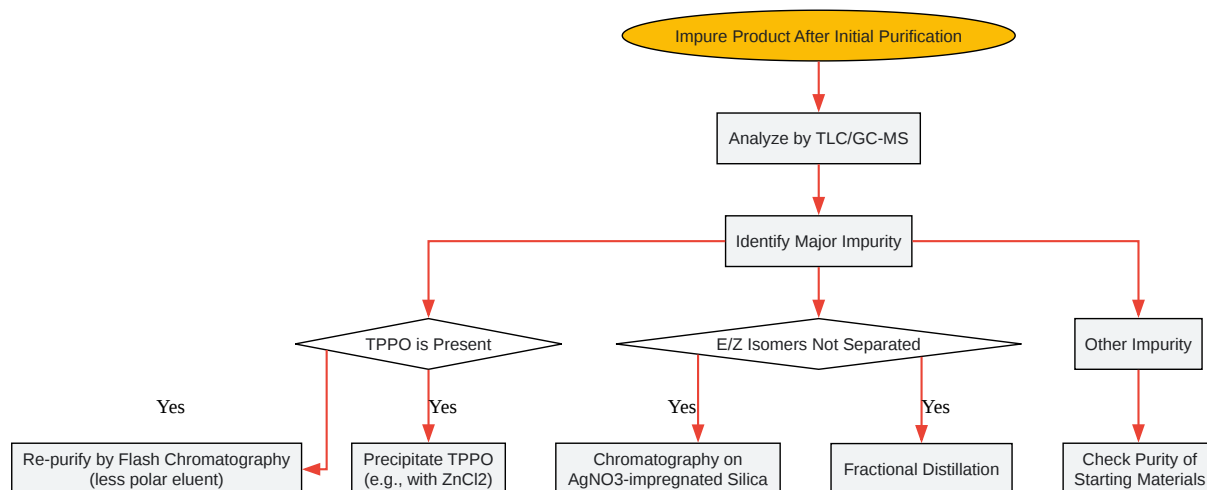 Impure Product After Initial Purification
Analyze by TLC/GC-MS
Identify Major Impurity
TPPO is Present
E/Z Isomers Not Separated
Other Impurity
Yes
Yes
Yes
Yes
Re-purify by Flash Chromatography
(less polar eluent)
Precipitate TPPO
(e.g., with ZnCl2)
Chromatography on
AgNO3-impregnated Silica
Fractional Distillation
Check Purity of
Starting Materials